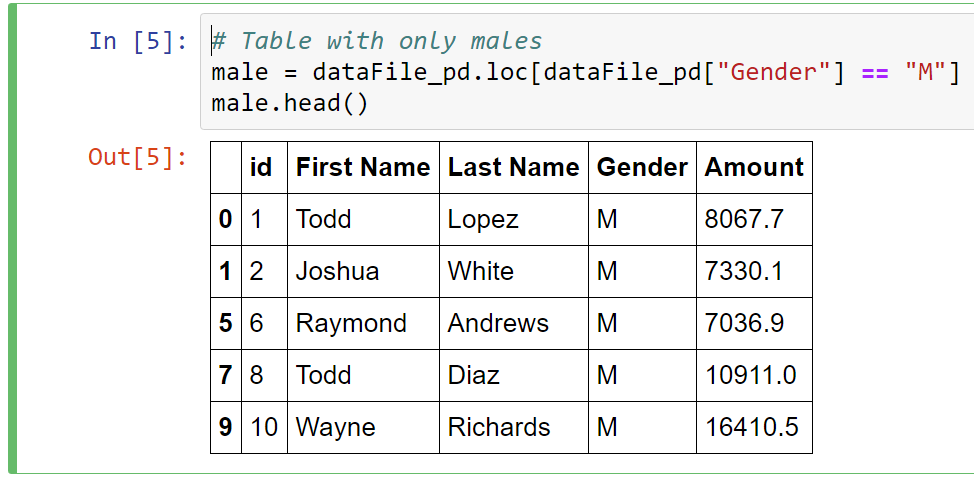 In [5]: # Table with only males
male = dataFile_pd.loc[dataFile_pd["Gender"] == "M"]
male.head()
Out[5]: id First Name Last Name Gender Amount
0 1 Todd Lopez M 8067.7
1 2 Joshua White M 7330.1
5 6 Raymond Andrews M 7036.9
7 8 Todd Diaz M 10911.0
9 10 Wayne Richards M 16410.5